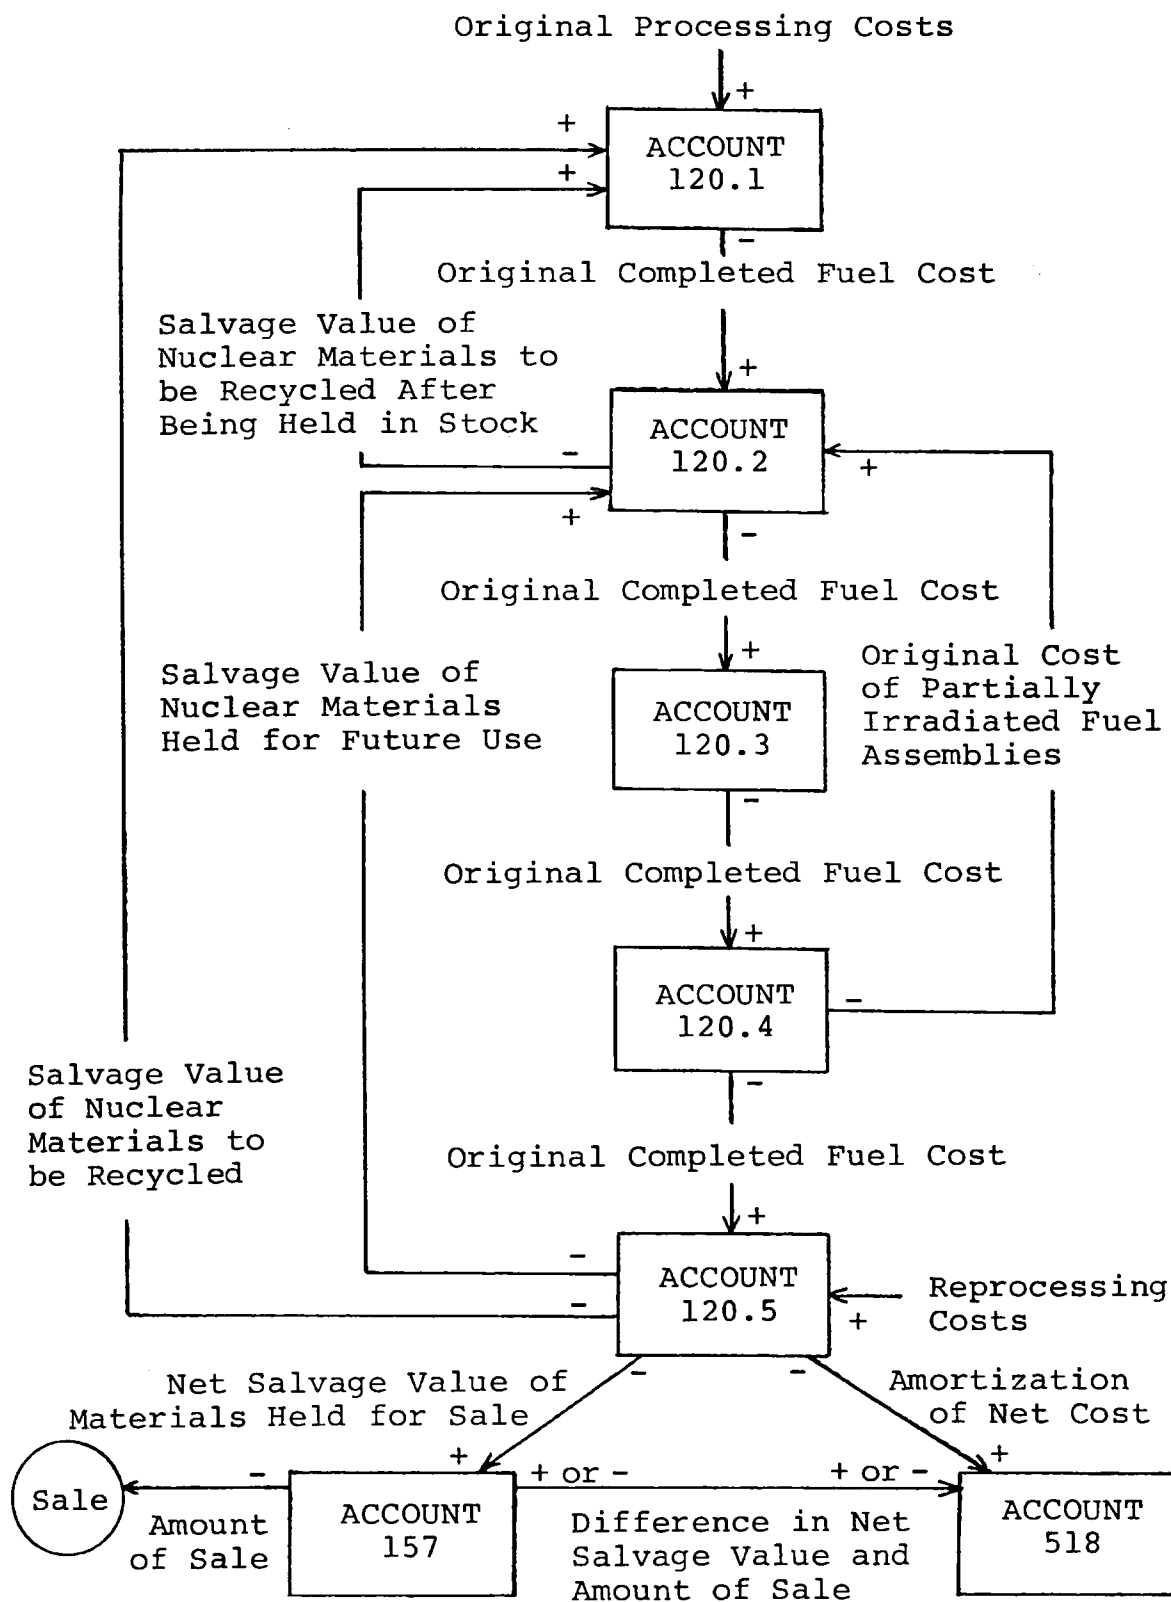 Original Processing Costs
+
+
ACCOUNT
120.1
+
-
Original Completed Fuel Cost
Salvage Value of
Nuclear Materials to
be Recycled After
Being Held in Stock
+
ACCOUNT
120.2
-
+
+
-
Original Completed Fuel Cost
+
Salvage Value of
Nuclear Materials
Held for Future Use
ACCOUNT
120.3
Original Cost
of Partially
Irradiated Fuel
Assemblies
-
Original Completed Fuel Cost
+
ACCOUNT
120.4
-
-
Salvage Value
of Nuclear
Materials to
be Recycled
Original Completed Fuel Cost
+
-
-
ACCOUNT
120.5
Reprocessing
Costs
+
-
-
Net Salvage Value of
Materials Held for Sale
Amortization
of Net Cost
+
+
Sale
-
Amount
of Sale
ACCOUNT
157
+ or -
+ or -
Difference in Net
Salvage Value and
Amount of Sale
ACCOUNT
518